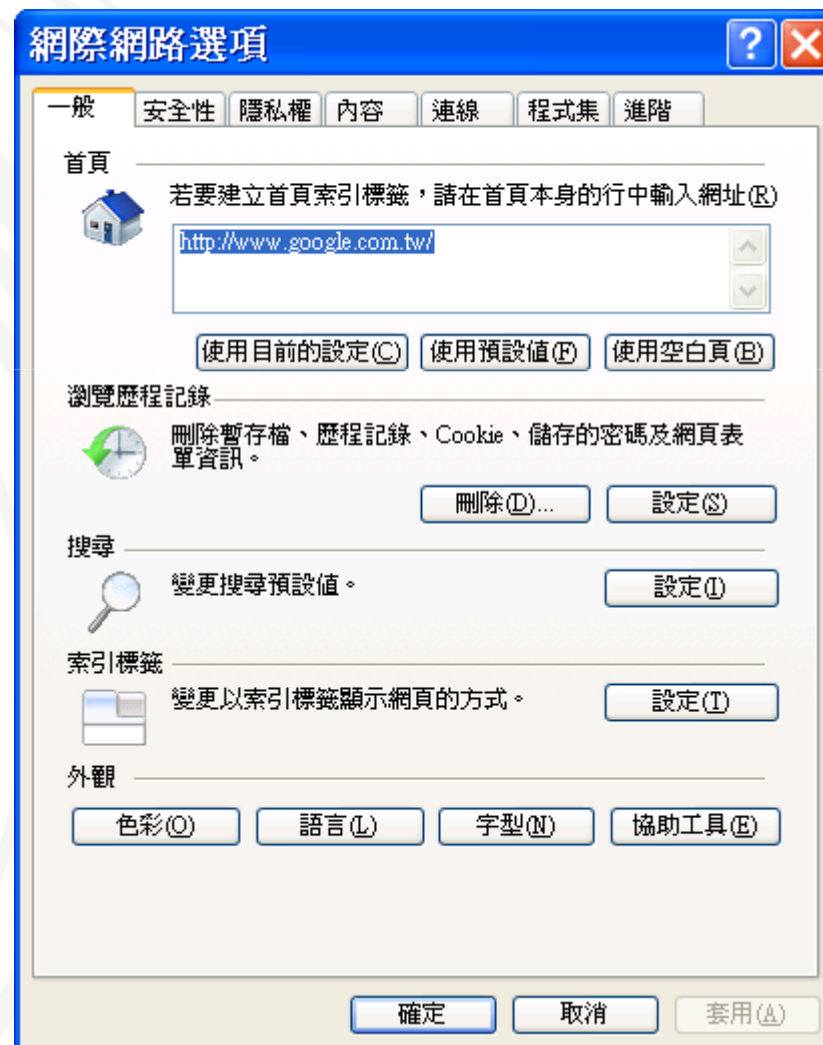 網際網路選項
一般 安全性 隱私權 內容 連線 程式集 進階
首頁
若要建立首頁索引標籤，請在首頁本身的行中輸入網址(R)
http://www.google.com.tw/
使用目前的設定(C) 使用預設值(F) 使用空白頁(B)
瀏覽歷程記錄
刪除暫存檔、歷程記錄、Cookie、儲存的密碼及網頁表
單資訊。
刪除(D)... 設定(S)
搜尋
變更搜尋預設值。 設定(I)
索引標籤
變更以索引標籤顯示網頁的方式。 設定(T)
外觀
色彩(O) 語言(L) 字型(N) 協助工具(E)
確定 取消 套用(A)